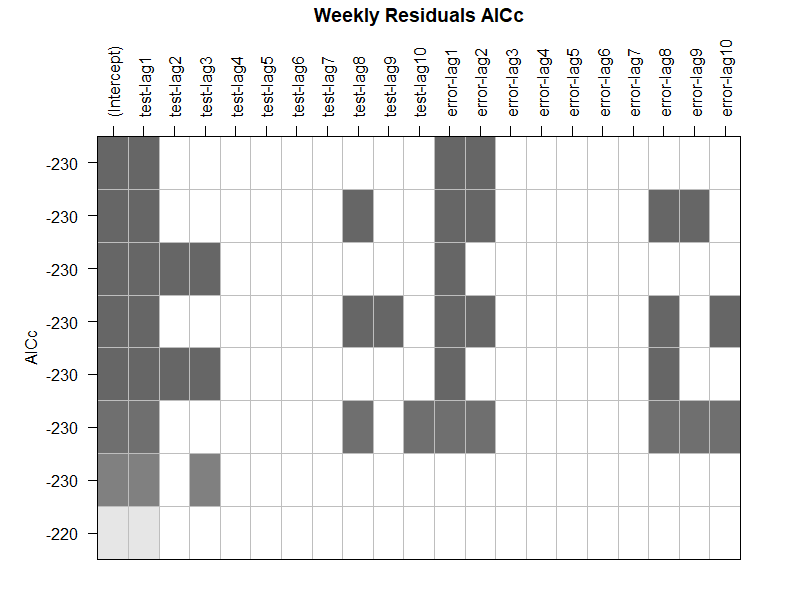 Weekly Residuals AICc
(Intercept)
test-lag1
test-lag2
test-lag3
test-lag4
test-lag5
test-lag6
test-lag7
test-lag8
test-lag9
test-lag10
error-lag1
error-lag2
error-lag3
error-lag4
error-lag5
error-lag6
error-lag7
error-lag8
error-lag9
error-lag10
AICc
-230
-230
-230
-230
-230
-230
-230
-220